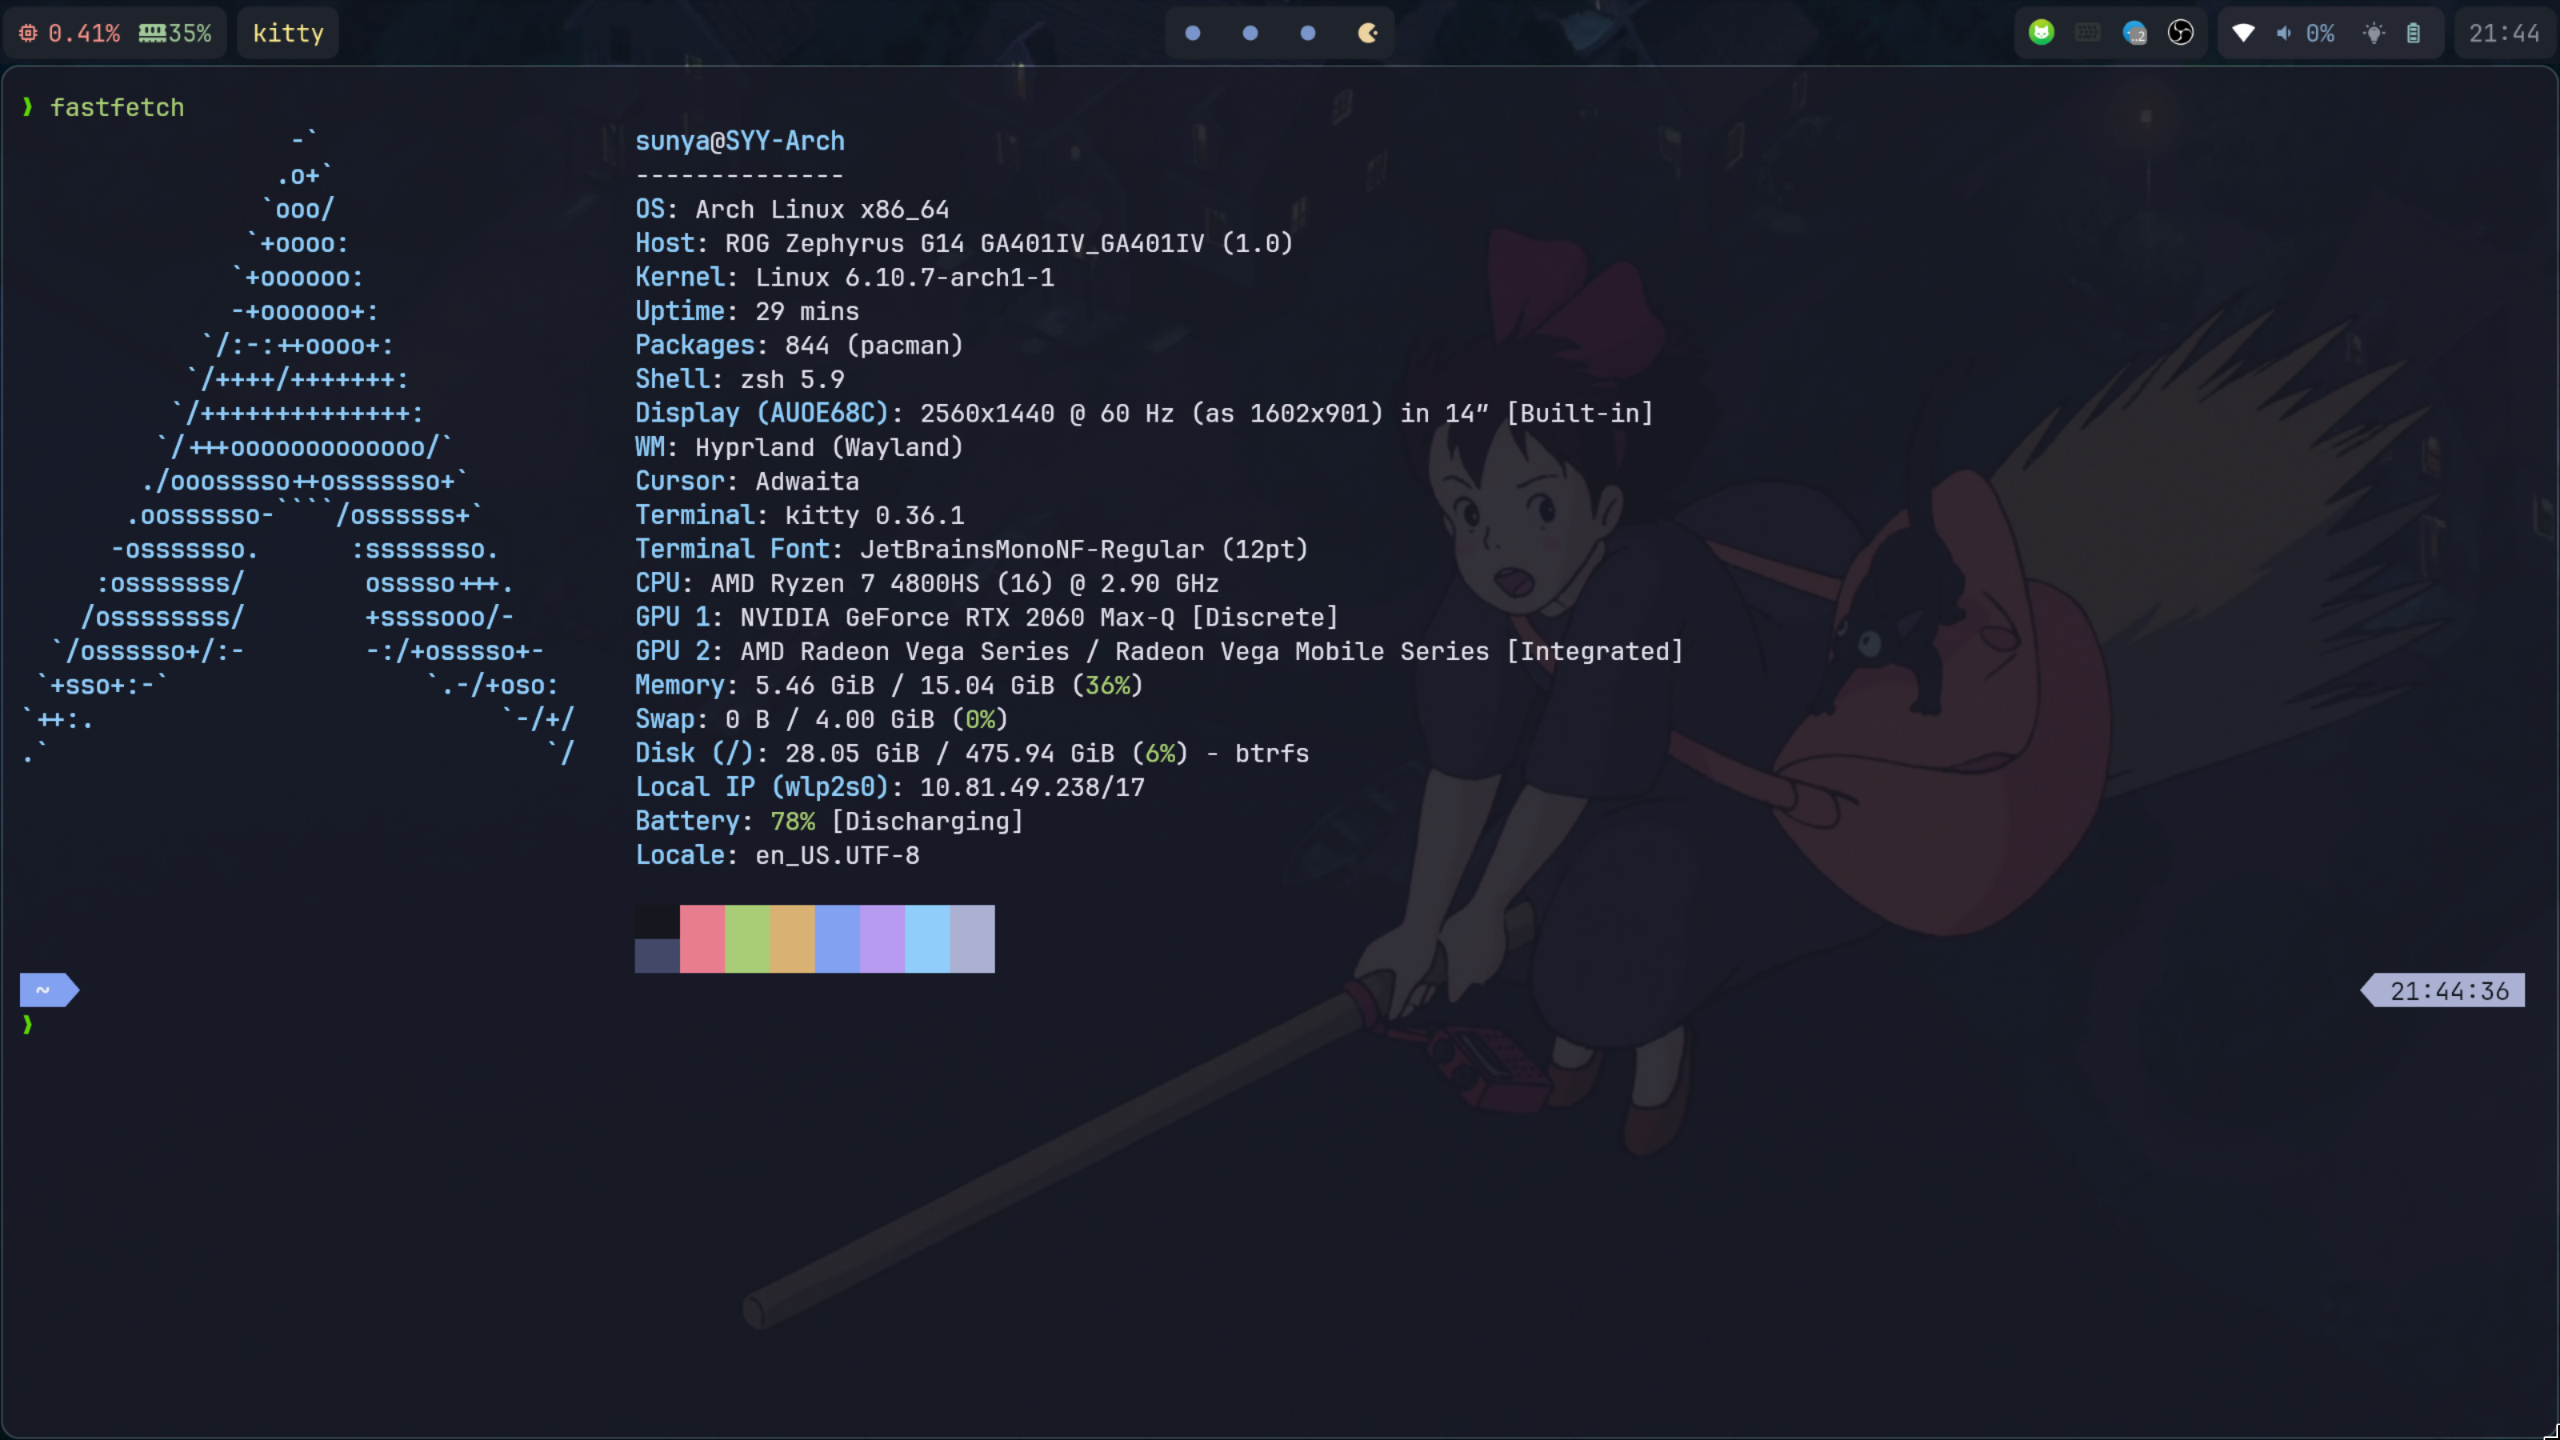 0.41% 35% kitty 0% 21:44
❫ fastfetch
-`
.o+` sunya@SYY-Arch
`ooo/ --------------
`+oooo: OS: Arch Linux x86_64
`+oooooo: Host: ROG Zephyrus G14 GA401IV_GA401IV (1.0)
-+oooooo+: Kernel: Linux 6.10.7-arch1-1
`/:-:++oooo+: Uptime: 29 mins
`/++++/+++++++: Packages: 844 (pacman)
`/++++++++++++++: Shell: zsh 5.9
`/+++ooooooooooooo/` Display (AUOE68C): 2560x1440 @ 60 Hz (as 1602x901) in 14″ [Built-in]
./ooosssso++osssssso+` WM: Hyprland (Wayland)
.oossssso-````/ossssss+` Cursor: Adwaita
-osssssso. :ssssssso. Terminal: kitty 0.36.1
:osssssss/ osssso+++. Terminal Font: JetBrainsMonoNF-Regular (12pt)
/ossssssss/ +ssssooo/- CPU: AMD Ryzen 7 4800HS (16) @ 2.90 GHz
`/ossssso+/:- -:/+osssso+- GPU 1: NVIDIA GeForce RTX 2060 Max-Q [Discrete]
`+sso+:-` `.-/+oso: GPU 2: AMD Radeon Vega Series / Radeon Vega Mobile Series [Integrated]
`++:. `-/+/ Memory: 5.46 GiB / 15.04 GiB (36%)
.` `/ Swap: 0 B / 4.00 GiB (0%)
Disk (/): 28.05 GiB / 475.94 GiB (6%) - btrfs
Local IP (wlp2s0): 10.81.49.238/17
Battery: 78% [Discharging]
Locale: en_US.UTF-8
~ 21:44:36
❫